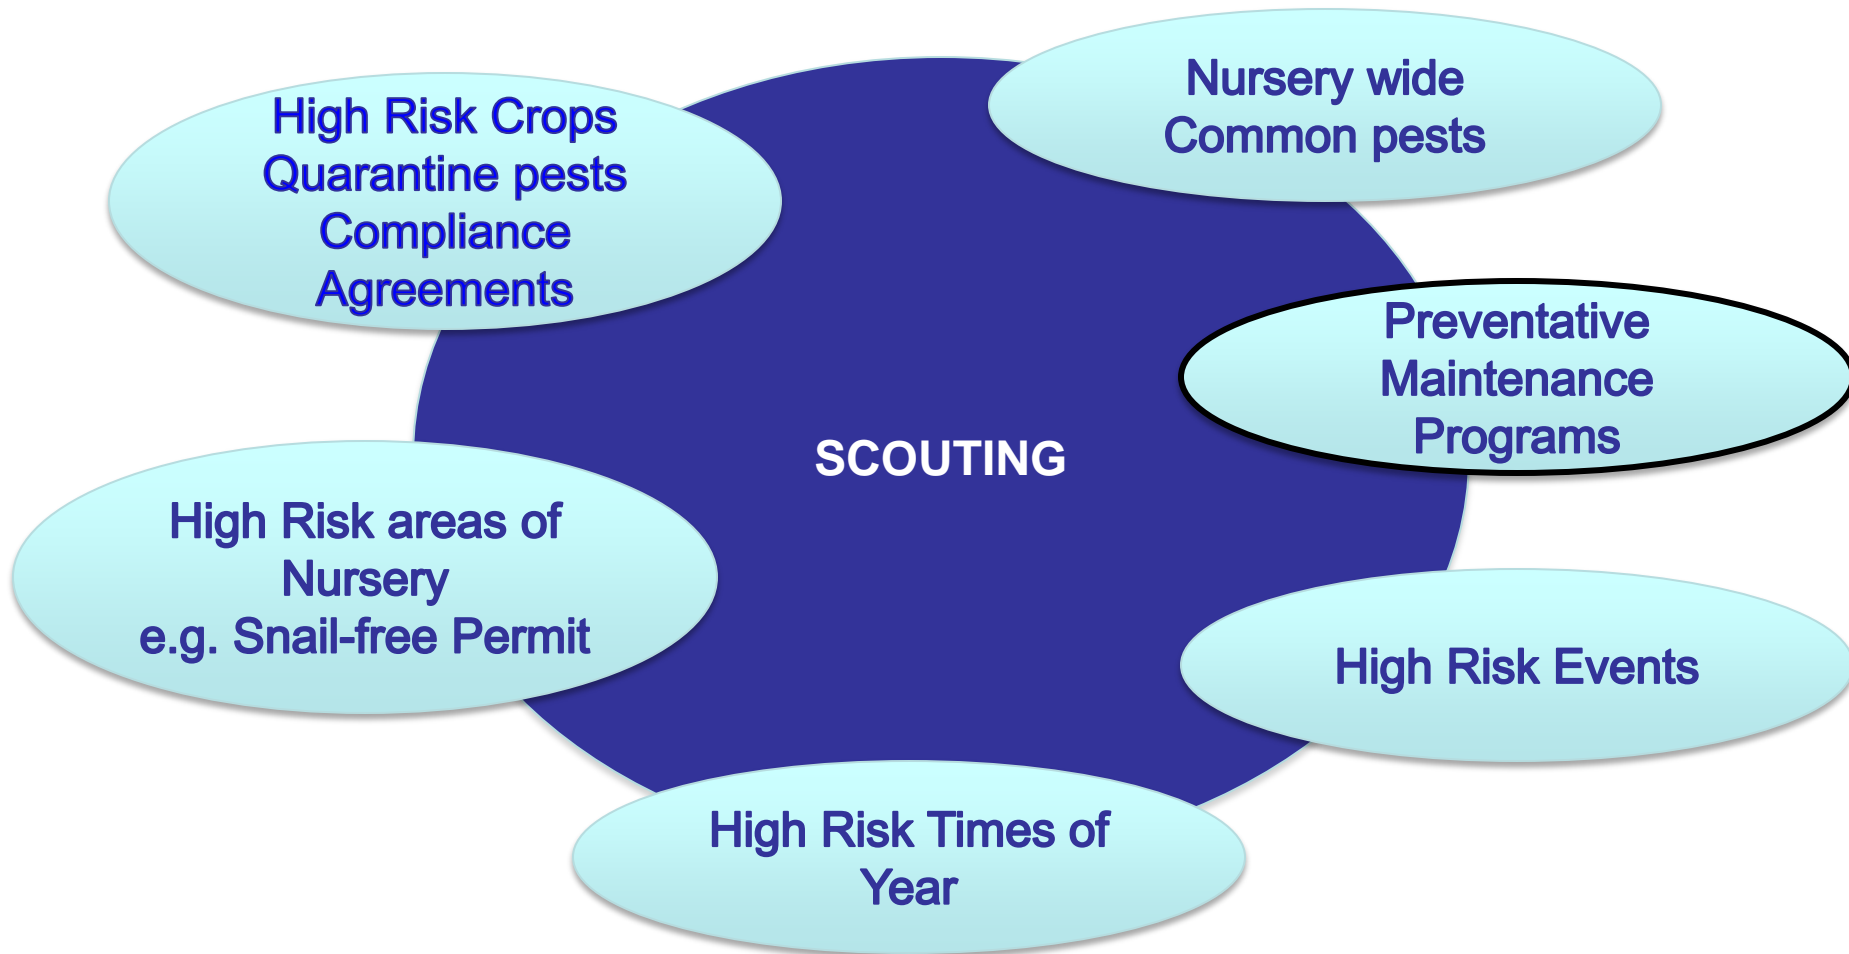 High Risk Crops
Quarantine pests
Compliance
Agreements
Nursery wide
Common pests
Preventative
Maintenance
Programs
SCOUTING
High Risk areas of
Nursery
e.g. Snail-free Permit
High Risk Events
High Risk Times of
Year